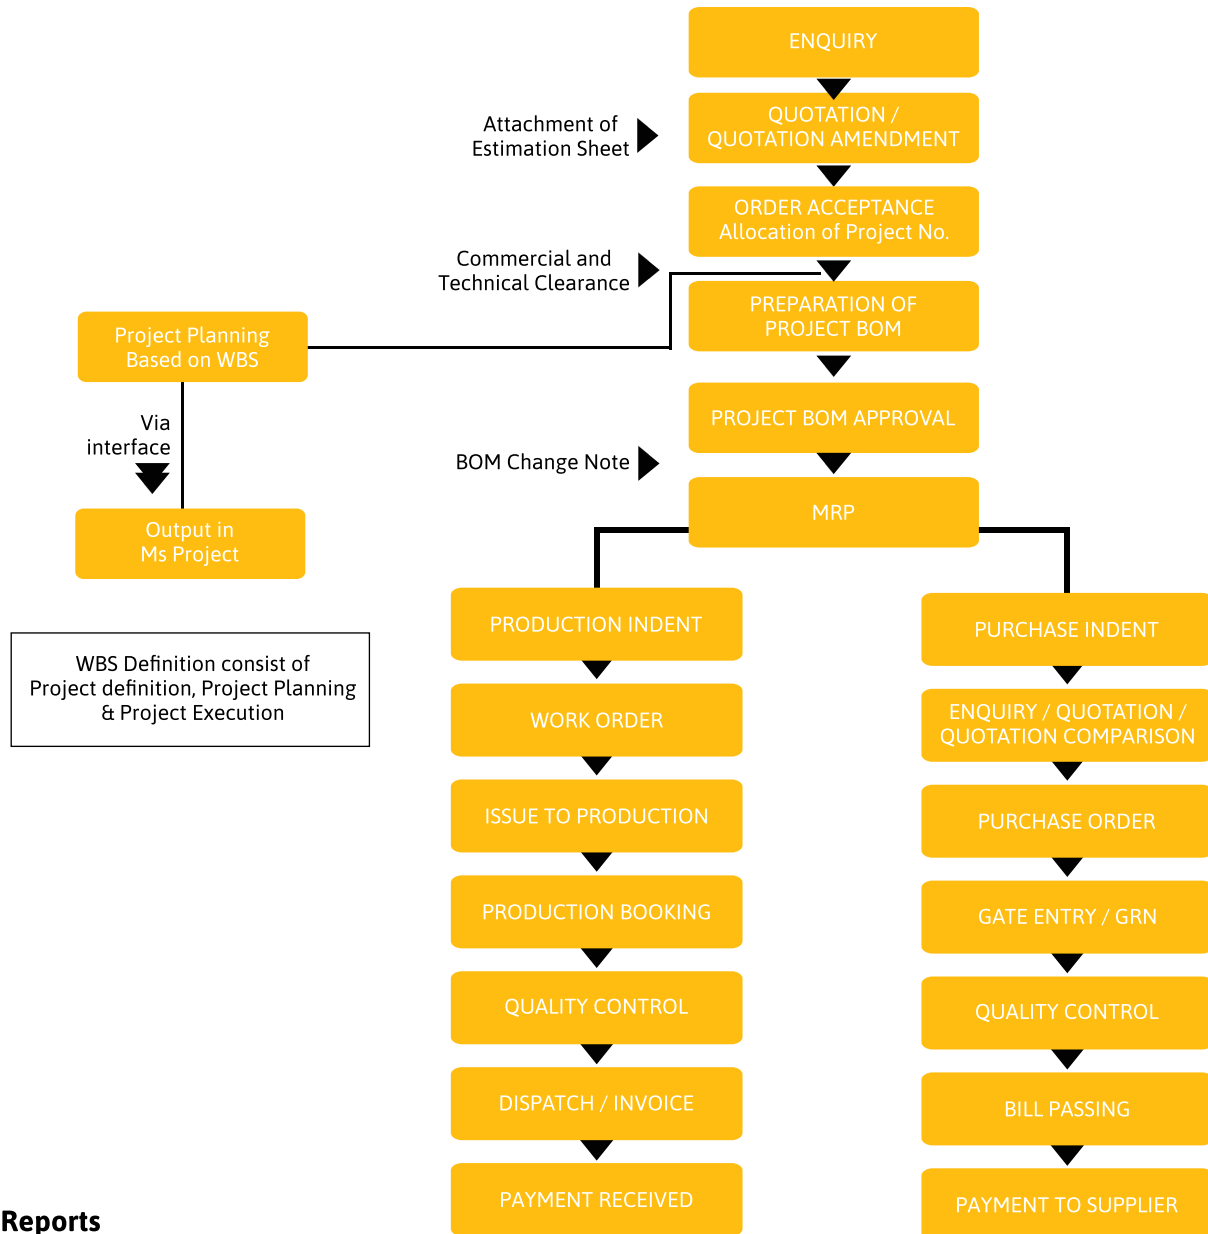 ENQUIRY
Attachment of
Estimation Sheet
QUOTATION /
QUOTATION AMENDMENT
ORDER ACCEPTANCE
Allocation of Project No.
Commercial and
Technical Clearance
PREPARATION OF
PROJECT BOM
Project Planning
Based on WBS
Via
interface
Output in
Ms Project
PROJECT BOM APPROVAL
BOM Change Note
MRP
WBS Definition consist of
Project definition, Project Planning
& Project Execution
PRODUCTION INDENT
WORK ORDER
ISSUE TO PRODUCTION
PRODUCTION BOOKING
QUALITY CONTROL
DISPATCH / INVOICE
PAYMENT RECEIVED
PURCHASE INDENT
ENQUIRY / QUOTATION /
QUOTATION COMPARISON
PURCHASE ORDER
GATE ENTRY / GRN
QUALITY CONTROL
BILL PASSING
PAYMENT TO SUPPLIER
Reports